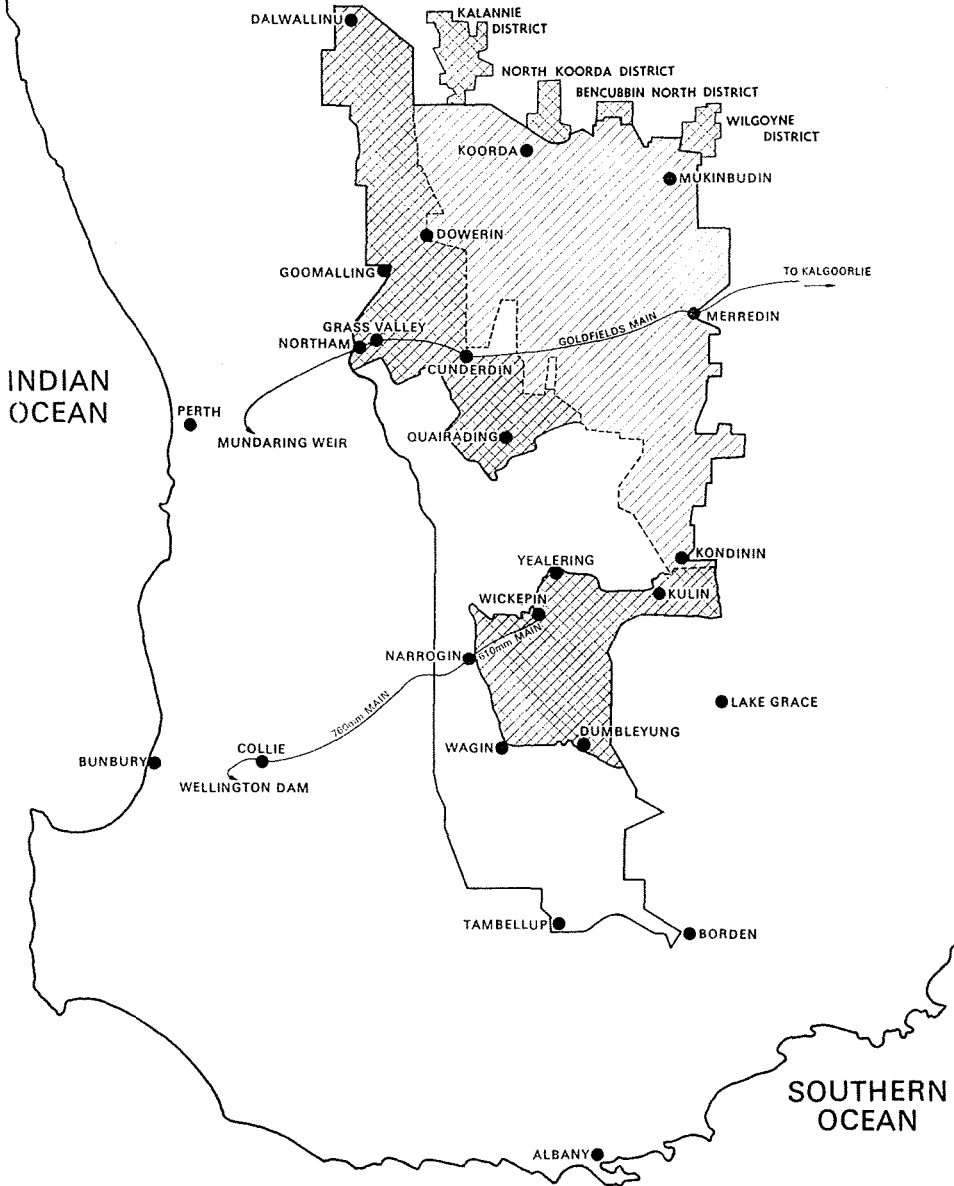 DALWALLINU
KALANNIE
DISTRICT
NORTH KOORDA DISTRICT
BENCUBBIN NORTH DISTRICT
WILGOYNE
DISTRICT
KOORDA
MUKINBUDIN
DOWERIN
GOOMALLING
TO KALGOORLIE
GRASS VALLEY
NORTHAM
GOLDFIELDS MAIN
MERREDIN
CUNDERDIN
INDIAN
OCEAN
PERTH
MUNDARING WEIR
QUAIRADING
YEALERING
KONDININ
WICKEPIN
KULIN
610mm MAIN
NARROGIN
760mm MAIN
LAKE GRACE
WAGIN
DUMBLEYUNG
BUNBURY
COLLIE
WELLINGTON DAM
TAMBELLUP
BORDEN
SOUTHERN
OCEAN
ALBANY